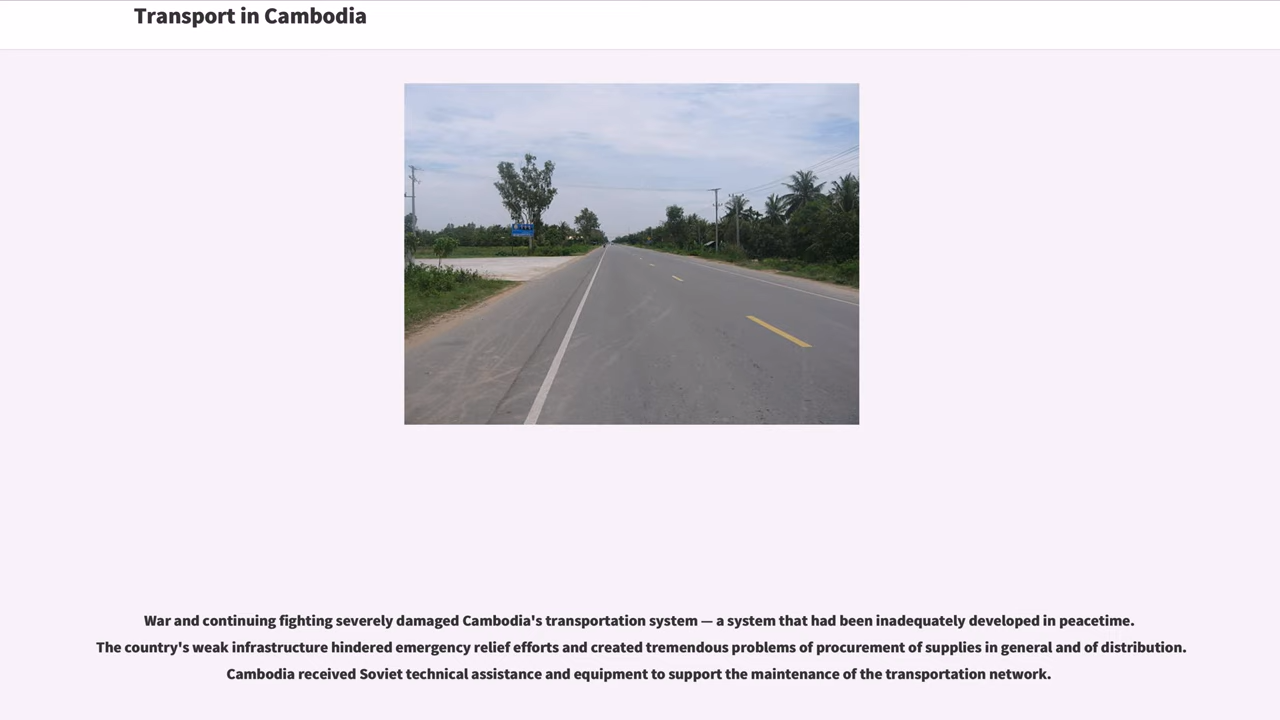 Transport in Cambodia
War and continuing fighting severely damaged Cambodia's transportation system — a system that had been inadequately developed in peacetime.
The country's weak infrastructure hindered emergency relief efforts and created tremendous problems of procurement of supplies in general and of distribution.
Cambodia received Soviet technical assistance and equipment to support the maintenance of the transportation network.